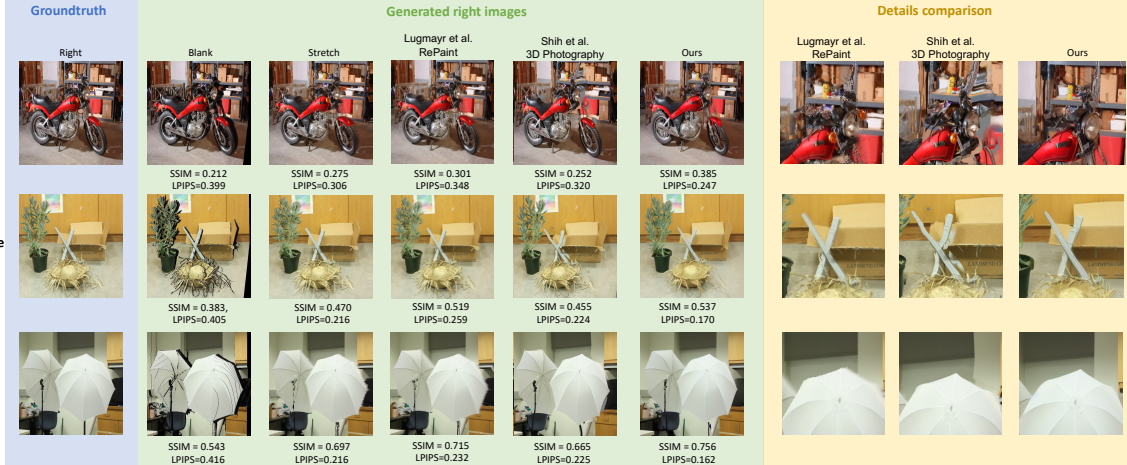 Groundtruth
Generated right images
Details comparison
Right
Blank
Stretch
Lugmayr et al.
RePaint
Shih et al.
3D Photography
Ours
Lugmayr et al.
RePaint
Shih et al.
3D Photography
Ours
SSIM = 0.212
LPIPS=0.399
SSIM = 0.275
LPIPS=0.306
SSIM = 0.301
LPIPS=0.348
SSIM = 0.252
LPIPS=0.320
SSIM = 0.385
LPIPS=0.247
e
SSIM = 0.383,
LPIPS=0.405
SSIM = 0.470
LPIPS=0.216
SSIM = 0.519
LPIPS=0.259
SSIM = 0.455
LPIPS=0.224
SSIM = 0.537
LPIPS=0.170
SSIM = 0.543
LPIPS=0.416
SSIM = 0.697
LPIPS=0.216
SSIM = 0.715
LPIPS=0.232
SSIM = 0.665
LPIPS=0.225
SSIM = 0.756
LPIPS=0.162